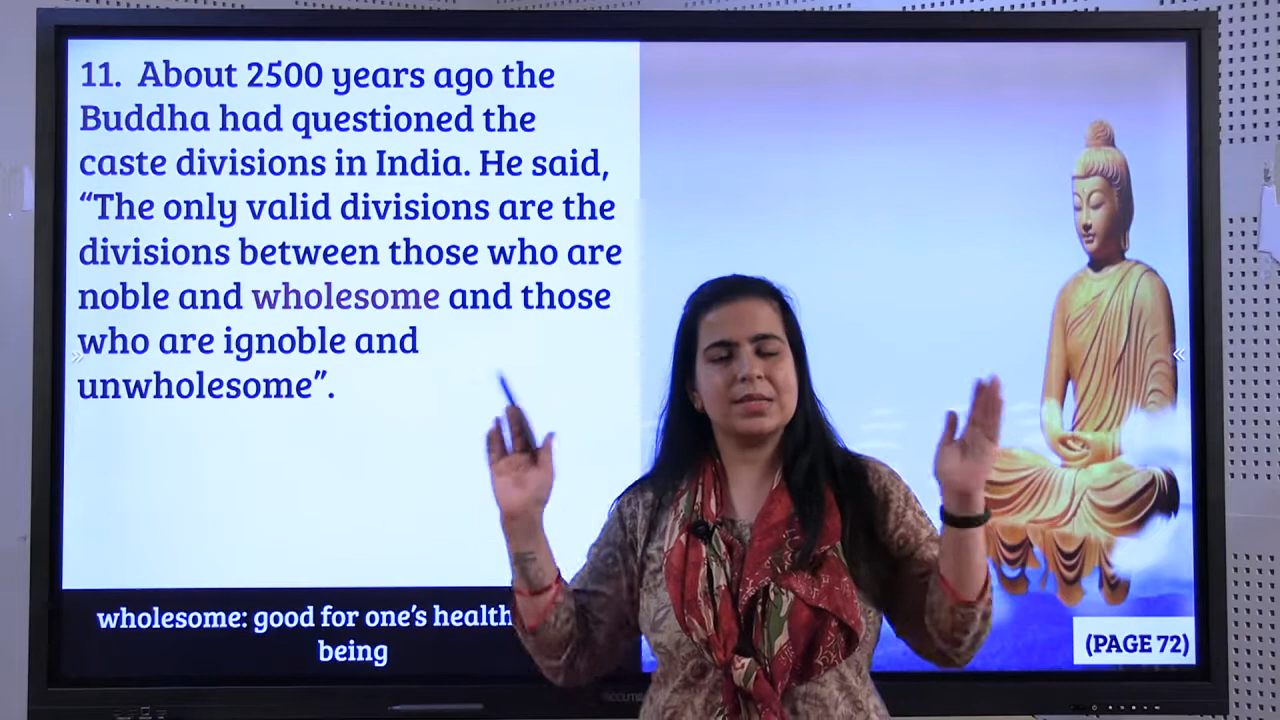 11. About 2500 years ago the
Buddha had questioned the
caste divisions in India. He said,
“The only valid divisions are the
divisions between those who are
noble and wholesome and those
who are ignoble and
unwholesome”.
wholesome: good for one’s health
being
(PAGE 72)